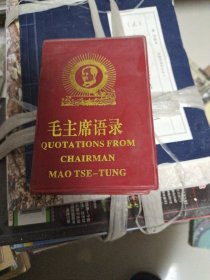 毛主席语录
QUOTATIONS FROM
CHAIRMAN
MAO TSE-TUNG